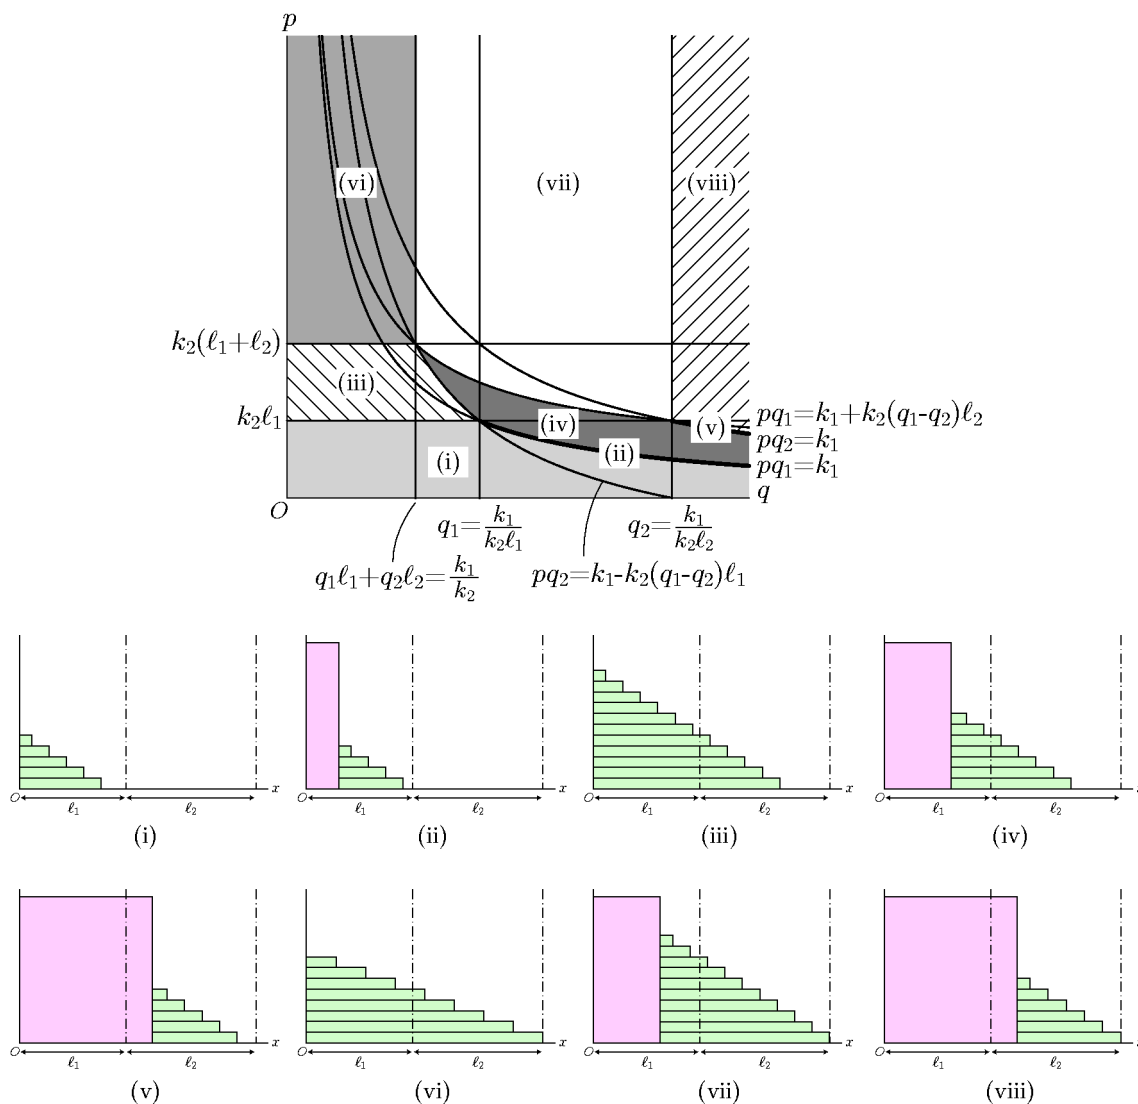 p
(vi)
(vii)
(viii)
k₂(ℓ₁+ℓ₂)
(iii)
k₂ℓ₁
(iv)
(v)
pq₁=k₁+k₂(q₁-q₂)ℓ₂
pq₂=k₁
(i)
(ii)
pq₁=k₁
O
q
q₁=k₁/k₂ℓ₁
q₂=k₁/k₂ℓ₂
q₁ℓ₁+q₂ℓ₂=k₁/k₂
pq₂=k₁-k₂(q₁-q₂)ℓ₁
O ℓ₁ ℓ₂ x
O ℓ₁ ℓ₂ x
O ℓ₁ ℓ₂ x
O ℓ₁ ℓ₂
(i)
(ii)
(iii)
(iv)
O ℓ₁ ℓ₂ x
O ℓ₁ ℓ₂ x
O ℓ₁ ℓ₂ x
O ℓ₁ ℓ₂
(v)
(vi)
(vii)
(viii)